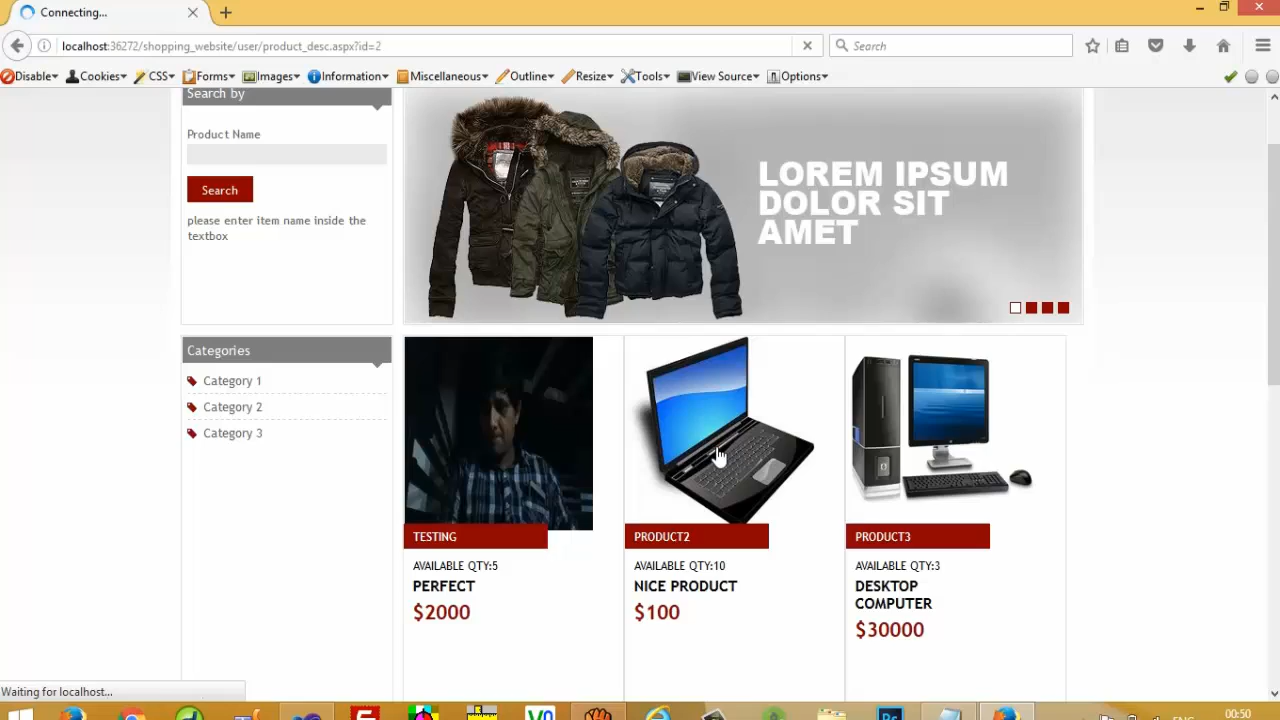 Connecting...
localhost:36272/shopping_website/user/product_desc.aspx?id=2
Search
Disable
Cookies
CSS
Forms
Images
Information
Miscellaneous
Outline
Resize
Tools
View Source
Options
Search by
Product Name
Search
please enter item name inside the
textbox
LOREM IPSUM
DOLOR SIT
AMET
Categories
Category 1
Category 2
Category 3
TESTING
AVAILABLE QTY:5
PERFECT
$2000
PRODUCT2
AVAILABLE QTY:10
NICE PRODUCT
$100
PRODUCT3
AVAILABLE QTY:3
DESKTOP
COMPUTER
$30000
Waiting for localhost...
00:50